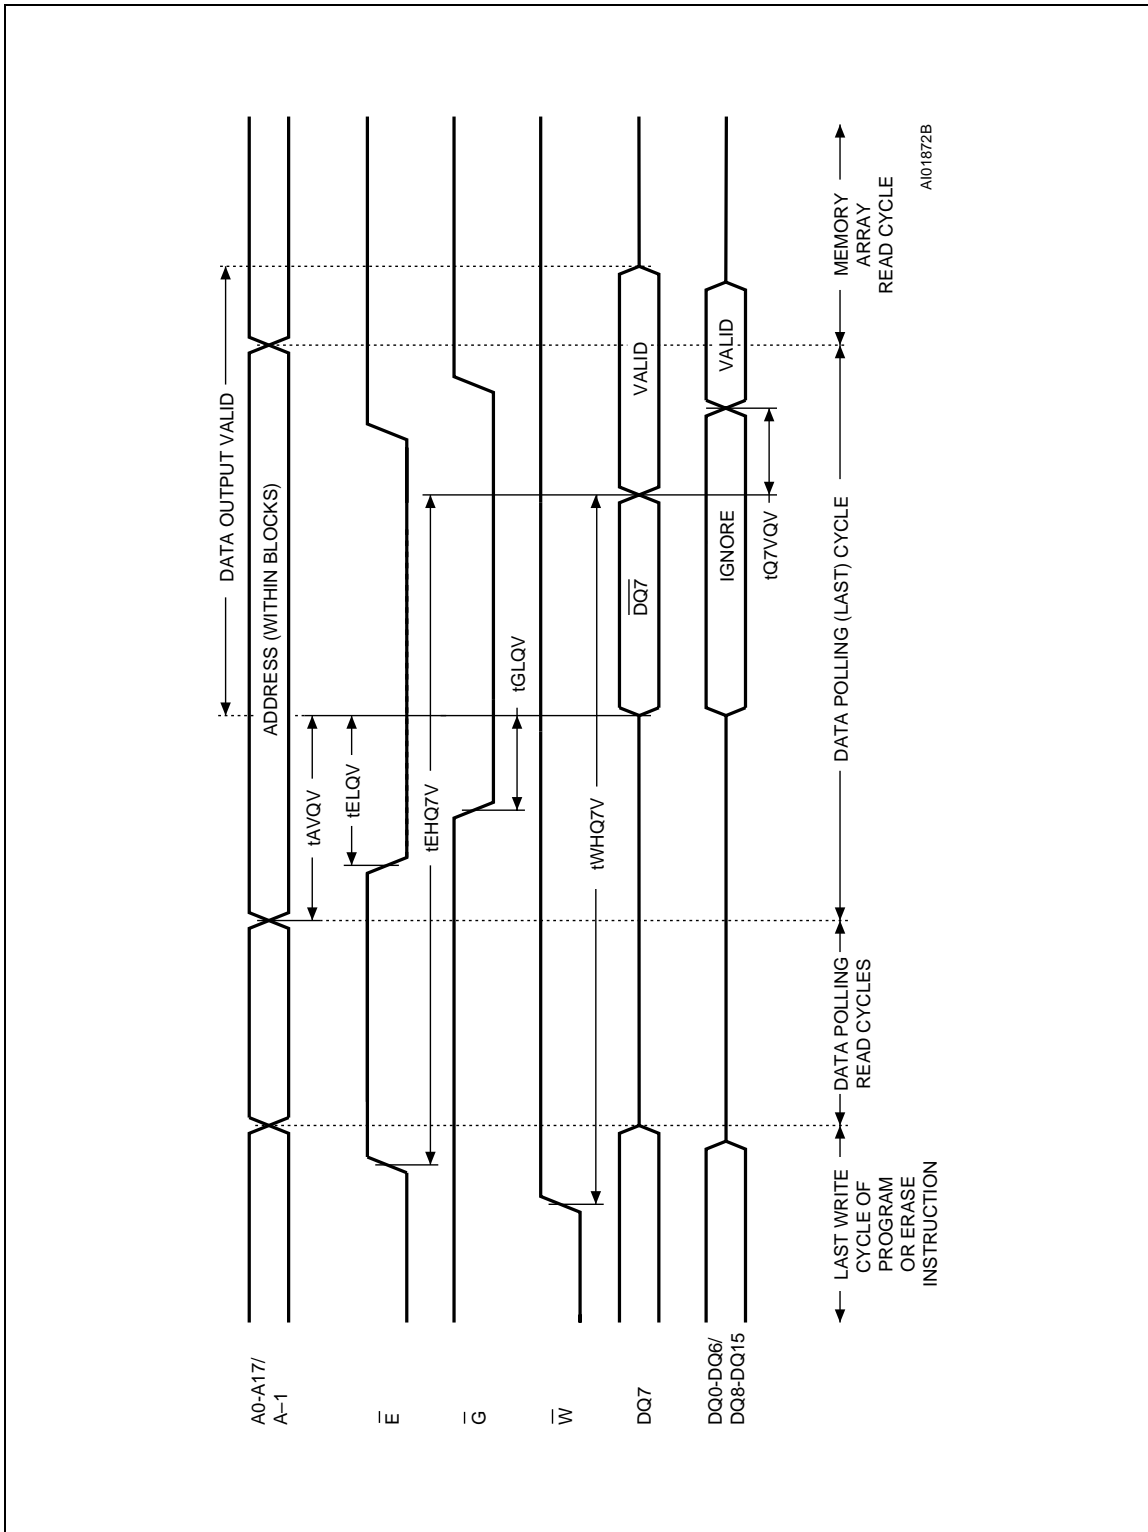 A0-A17/
A–1
E
G
W
DQ7
DQ0-DQ6/
DQ8-DQ15
DATA OUTPUT VALID
ADDRESS (WITHIN BLOCKS)
tAVQV
tELQV
tEHQ7V
tGLQV
tWHQ7V
DQ7
VALID
IGNORE
VALID
tQ7VQV
LAST WRITE
CYCLE OF
PROGRAM
OR ERASE
INSTRUCTION
DATA POLLING
READ CYCLES
DATA POLLING (LAST) CYCLE
MEMORY
ARRAY
READ CYCLE
AI01872B